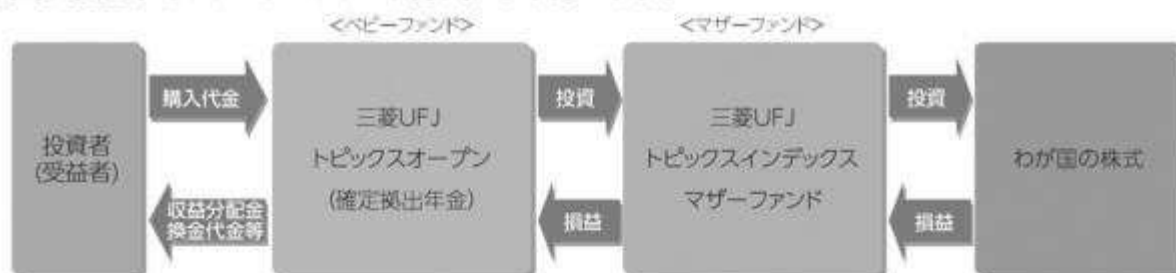 <ベビーファンド>
<マザーファンド>
投資者
(受益者)
購入代金
収益分配金
換金代金等
三菱UFJ
トピックスオープン
(確定拠出年金)
投資
損益
三菱UFJ
トピックスインデックス
マザーファンド
投資
損益
わが国の株式